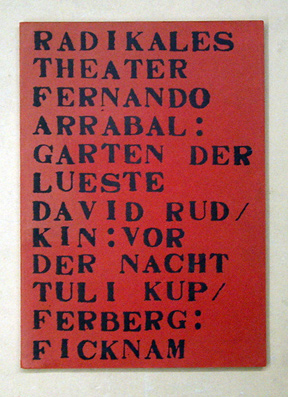 RADIKALES
THEATER
FERNANDO
ARRABAL:
GARTEN DER
LUESTE
DAVID RUD/
KIN:VOR
DER NACHT
TULI KUP/
FERBERG:
FICKNAM